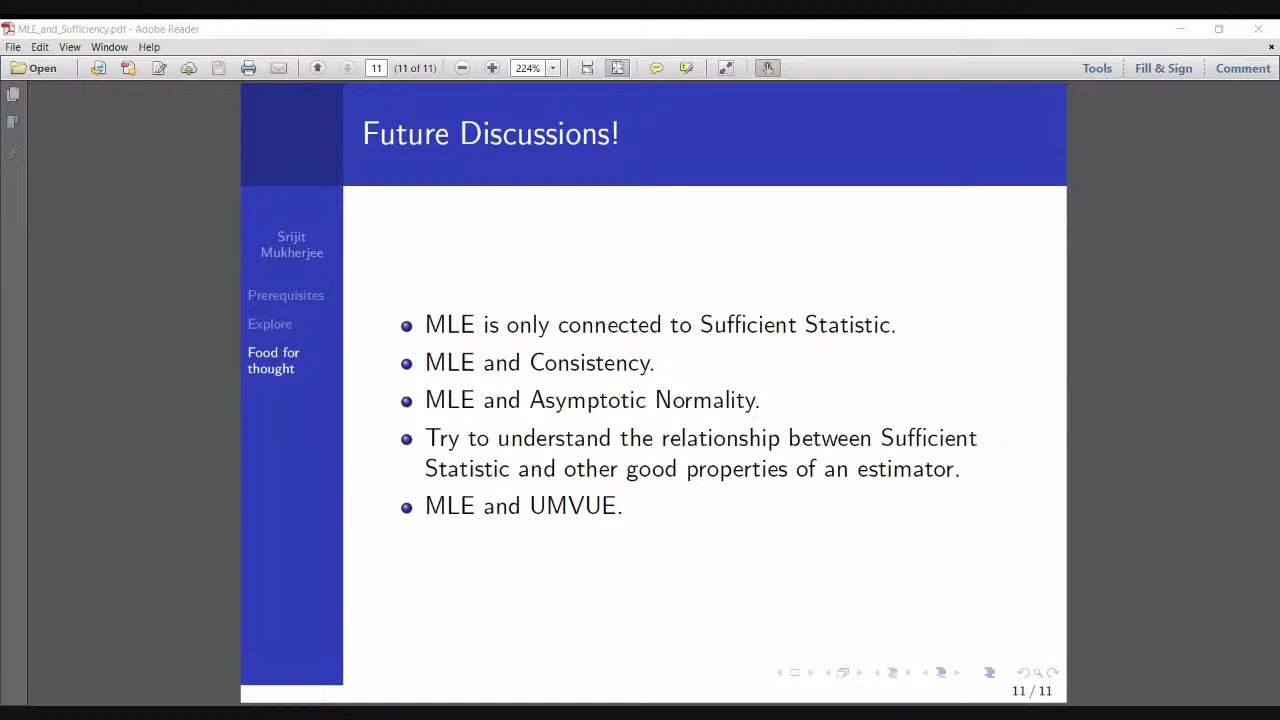 MLE_and_Sufficiency.pdf - Adobe Reader
File Edit View Window Help
Open 11 (11 of 11) 224% Tools Fill & Sign Comment
Future Discussions!
Srijit
Mukherjee
Prerequisites
Explore
Food for
thought
MLE is only connected to Sufficient Statistic.
MLE and Consistency.
MLE and Asymptotic Normality.
Try to understand the relationship between Sufficient
Statistic and other good properties of an estimator.
MLE and UMVUE.
11 / 11